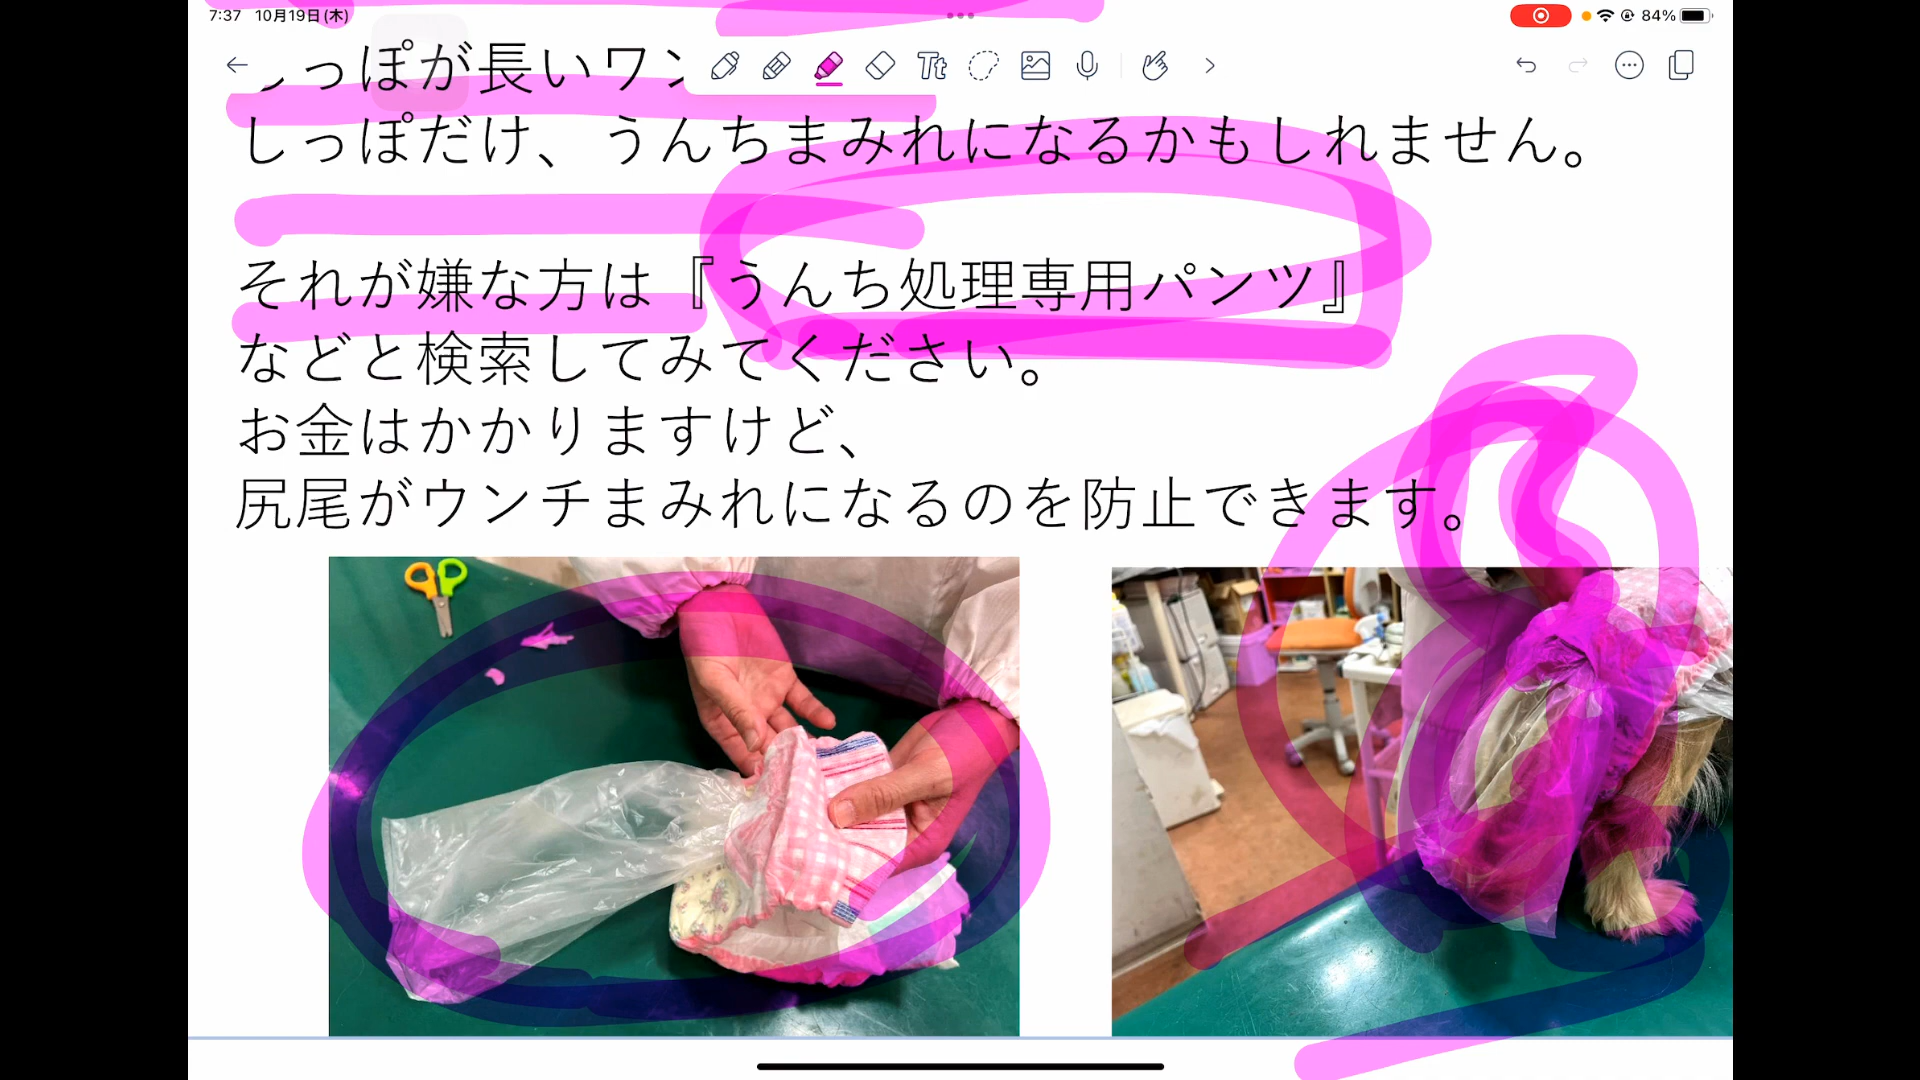 7:37 10月19日(木)
84%
Tt
しっぽが長いワン
しっぽだけ、うんちまみれになるかもしれません。
それが嫌な方は『うんち処理専用パンツ』
などと検索してみてください。
お金はかかりますけど、
尻尾がウンチまみれになるのを防止できます。